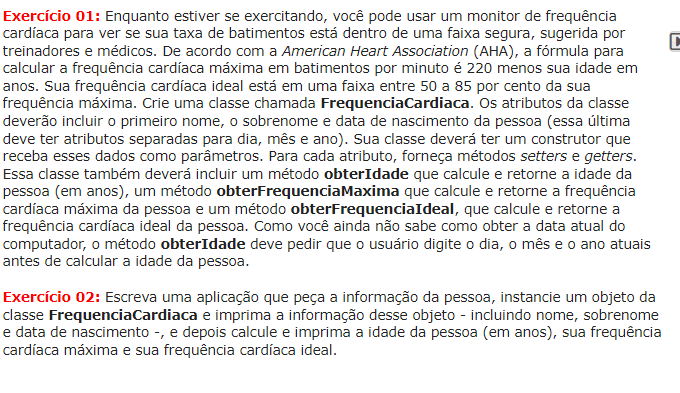 Exercício 01: Enquanto estiver se exercitando, você pode usar um monitor de frequência
cardíaca para ver se sua taxa de batimentos está dentro de uma faixa segura, sugerida por
treinadores e médicos. De acordo com a American Heart Association (AHA), a fórmula para
calcular a frequência cardíaca máxima em batimentos por minuto é 220 menos sua idade em
anos. Sua frequência cardíaca ideal está em uma faixa entre 50 a 85 por cento da sua
frequência máxima. Crie uma classe chamada FrequenciaCardiaca. Os atributos da classe
deverão incluir o primeiro nome, o sobrenome e data de nascimento da pessoa (essa última
deve ter atributos separadas para dia, mês e ano). Sua classe deverá ter um construtor que
receba esses dados como parâmetros. Para cada atributo, forneça métodos setters e getters.
Essa classe também deverá incluir um método obterIdade que calcule e retorne a idade da
pessoa (em anos), um método obterFrequenciaMaxima que calcule e retorne a frequência
cardíaca máxima da pessoa e um método obterFrequenciaIdeal, que calcule e retorne a
frequência cardíaca ideal da pessoa. Como você ainda não sabe como obter a data atual do
computador, o método obterIdade deve pedir que o usuário digite o dia, o mês e o ano atuais
antes de calcular a idade da pessoa.
Exercício 02: Escreva uma aplicação que peça a informação da pessoa, instancie um objeto da
classe FrequenciaCardiaca e imprima a informação desse objeto - incluindo nome, sobrenome
e data de nascimento -, e depois calcule e imprima a idade da pessoa (em anos), sua frequência
cardíaca máxima e sua frequência cardíaca ideal.